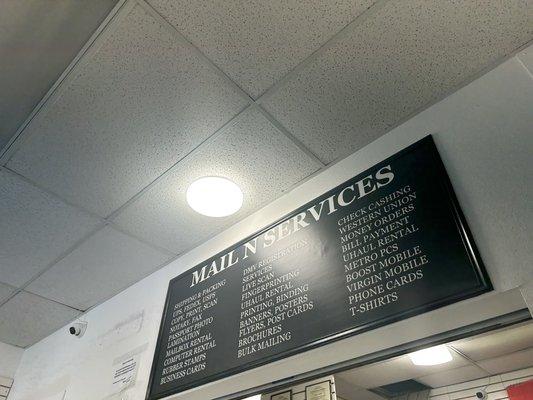 MAIL N SERVICES
SHIPPING & PACKING
UPS, FEDEX, USPS
COPY, PRINT, SCAN
NOTARY, FAX
PASSPORT PHOTO
LAMINATION
MAILBOX RENTAL
COMPUTER RENTAL
RUBBER STAMPS
BUSINESS CARDS
DMV REGISTRATION
SERVICES
LIVE SCAN
FINGERPRINTING
UHAUL RENTAL
PRINTING, BINDING
BANNERS, POSTERS
FLYERS, POST CARDS
BROCHURES
BULK MAILING
CHECK CASHING
WESTERN UNION
MONEY ORDERS
BILL PAYMENT
UHAUL RENTAL
METRO PCS
BOOST MOBILE
VIRGIN MOBILE
PHONE CARDS
T-SHIRTS